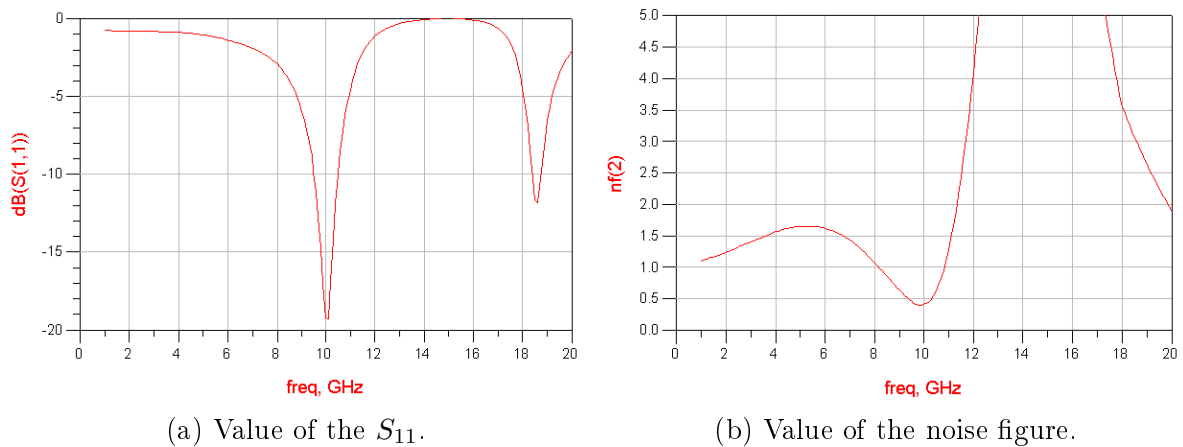 0
-5
-10
-15
-20
dB(S(1,1))
0 2 4 6 8 10 12 14 16 18 20
freq, GHz
(a) Value of the S₁₁.
5.0
4.5
4.0
3.5
3.0
2.5
2.0
1.5
1.0
0.5
0.0
nf(2)
0 2 4 6 8 10 12 14 16 18 20
freq, GHz
(b) Value of the noise figure.